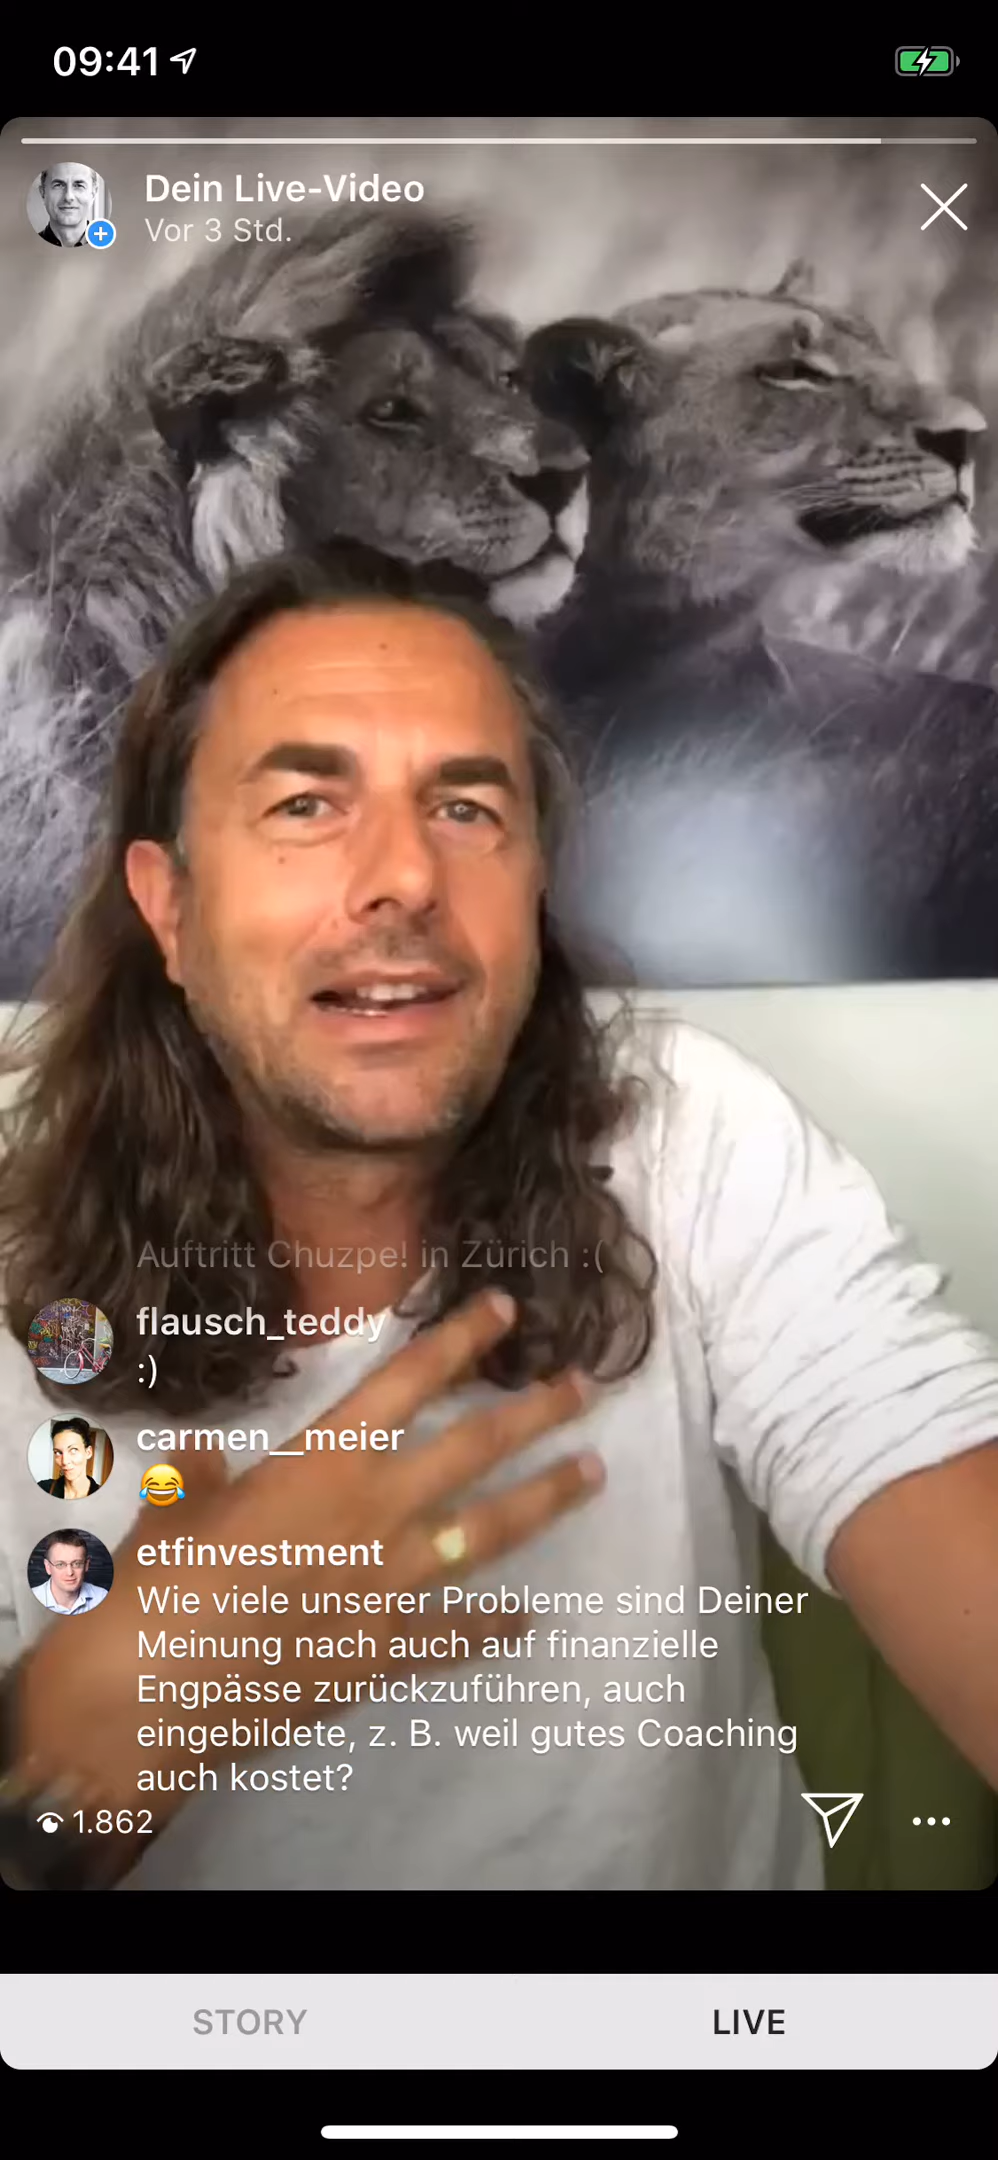 09:41
Dein Live-Video
Vor 3 Std.
Auftritt Chuzpe! in Zürich :(
flausch_teddy
:)
carmen__meier
😂
etfinvestment
Wie viele unserer Probleme sind Deiner
Meinung nach auch auf finanzielle
Engpässe zurückzuführen, auch
eingebildete, z. B. weil gutes Coaching
auch kostet?
1.862
STORY LIVE